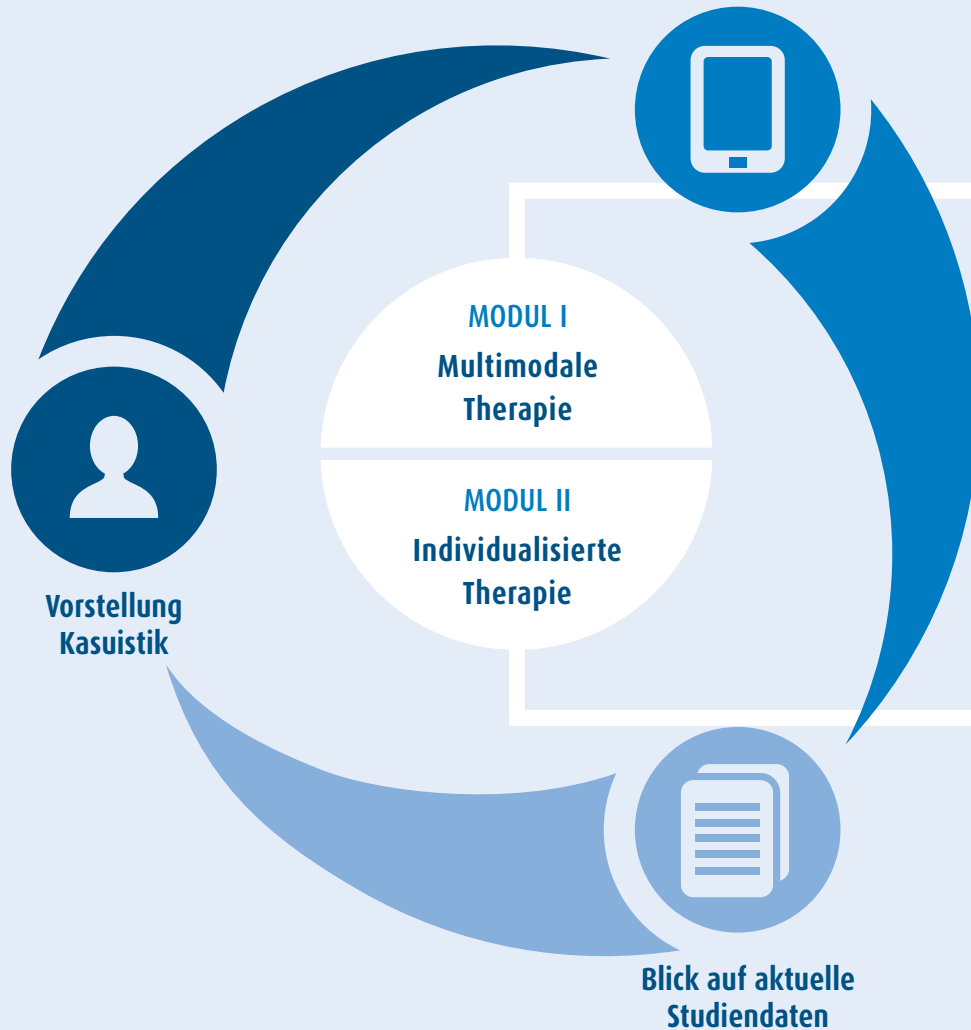 MODUL I
Multimodale
Therapie
MODUL II
Individualisierte
Therapie
Vorstellung
Kasuistik
Blick auf aktuelle
Studiendaten